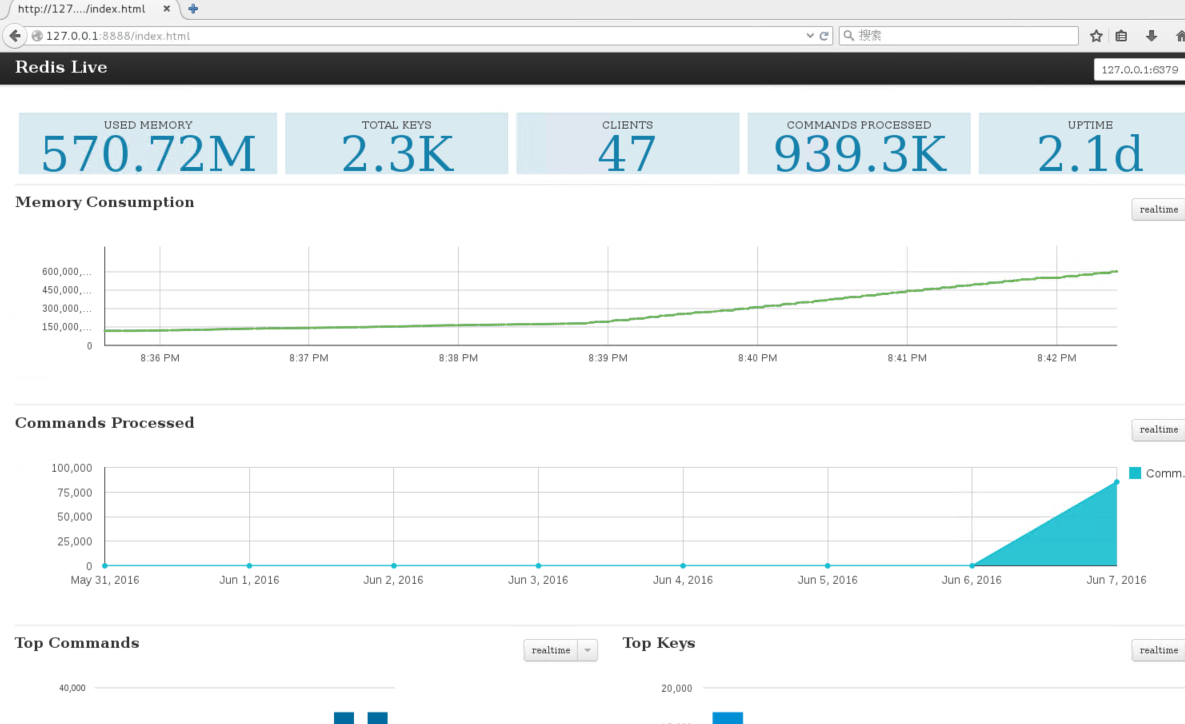 http://127..../index.html
127.0.0.1:8888/index.html
搜索
Redis Live
127.0.0.1:6379
USED MEMORY
TOTAL KEYS
CLIENTS
COMMANDS PROCESSED
UPTIME
570.72M
2.3K
47
939.3K
2.1d
Memory Consumption
realtime
600,000,...
450,000,...
300,000,...
150,000,...
0
8:36 PM
8:37 PM
8:38 PM
8:39 PM
8:40 PM
8:41 PM
8:42 PM
Commands Processed
realtime
100,000
75,000
50,000
25,000
0
Comm.
May 31, 2016
Jun 1, 2016
Jun 2, 2016
Jun 3, 2016
Jun 4, 2016
Jun 5, 2016
Jun 6, 2016
Jun 7, 2016
Top Commands
realtime
Top Keys
realtime
40,000
20,000